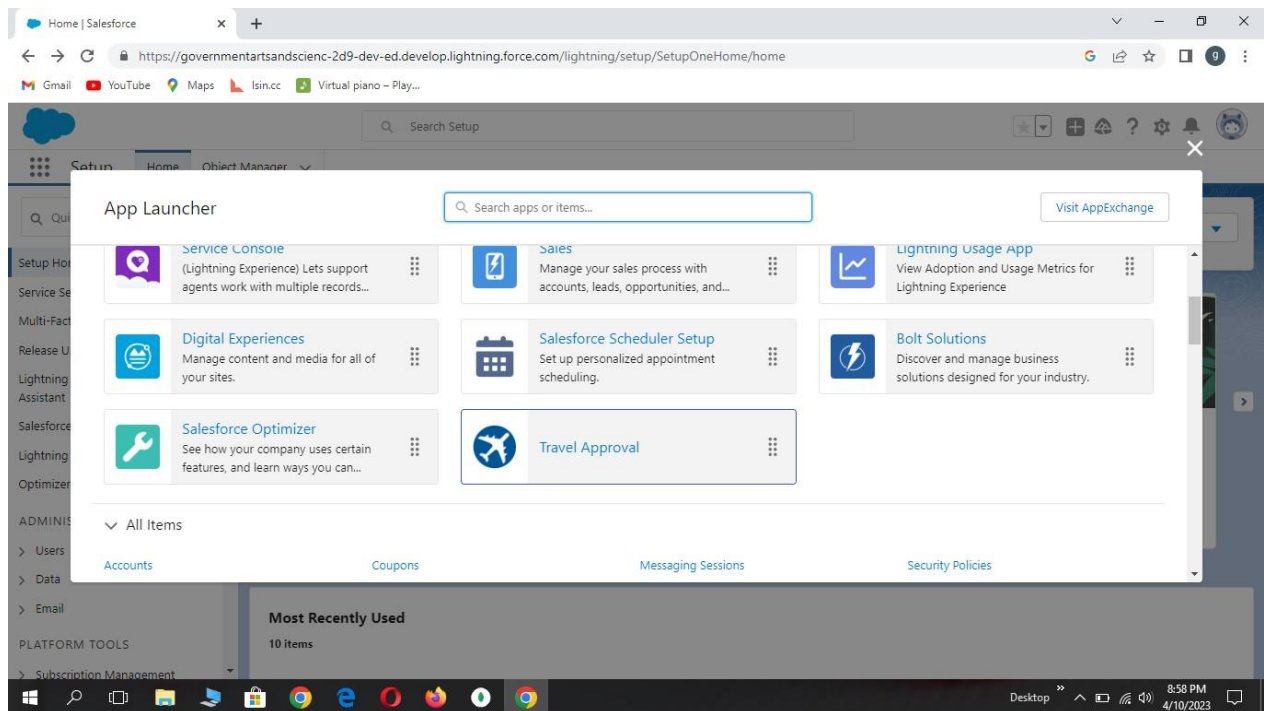 Home | Salesforce
https://governmentartsandscienc-2d9-dev-ed.develop.lightning.force.com/lightning/setup/SetupOneHome/home
G
g
Gmail YouTube Maps lsin.cc Virtual piano – Play...
Search Setup
Setup Home Object Manager
App Launcher
Search apps or items...
Visit AppExchange
Qui
Setup Hom
Service Se
Multi-Fact
Release U
Lightning
Assistant
Salesforce
Lightning
Optimizer
ADMINIS
Users
Data
Email
PLATFORM TOOLS
Subscription Management
Service Console
(Lightning Experience) Lets support
agents work with multiple records...
Sales
Manage your sales process with
accounts, leads, opportunities, and...
Lightning Usage App
View Adoption and Usage Metrics for
Lightning Experience
Digital Experiences
Manage content and media for all of
your sites.
Salesforce Scheduler Setup
Set up personalized appointment
scheduling.
Bolt Solutions
Discover and manage business
solutions designed for your industry.
Salesforce Optimizer
See how your company uses certain
features, and learn ways you can...
Travel Approval
All Items
Accounts Coupons Messaging Sessions Security Policies
Most Recently Used
10 items
Desktop
8:58 PM
4/10/2023